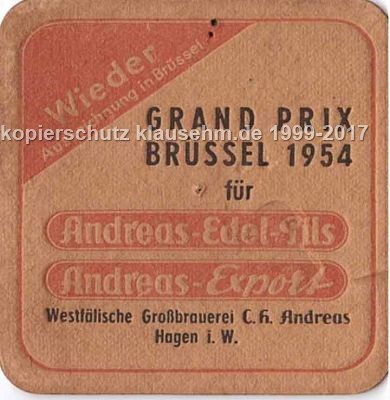 Wieder
Auszeichnung in Brüssel
GRAND PRIX
kopierschutz klausehm.de 1999-2017
BRÜSSEL 1954
für
Andreas-Edel-Pils
Andreas-Export
Westfälische Großbrauerei C. h. Andreas
Hagen i. W.